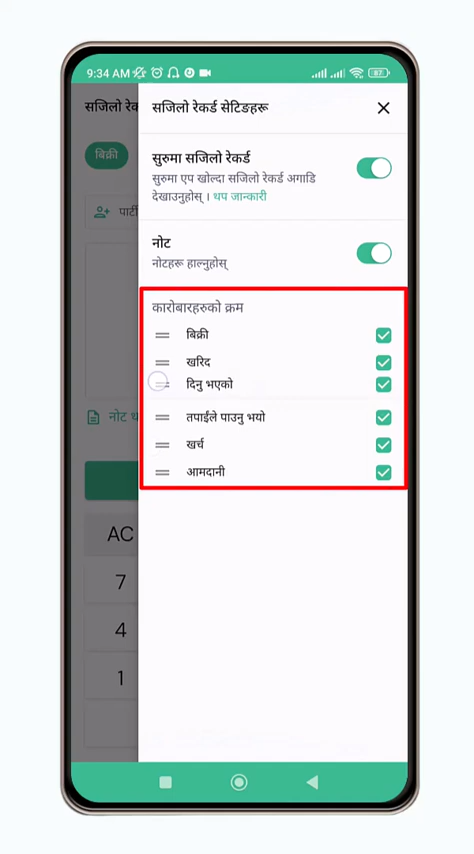 9:34 AM
87
सजिलो रेक
सजिलो रेकर्ड सेटिङहरू
बिक्री
सुरुमा सजिलो रेकर्ड
सुरुमा एप खोल्दा सजिलो रेकर्ड अगाडि
देखाउनुहोस् । थप जानकारी
पार्टी
नोट
नोटहरू हाल्नुहोस्
कारोबारहरुको क्रम
बिक्री
खरिद
दिनु भएको
नोट थ
तपाईंले पाउनु भयो
खर्च
आमदानी
AC
7
4
1